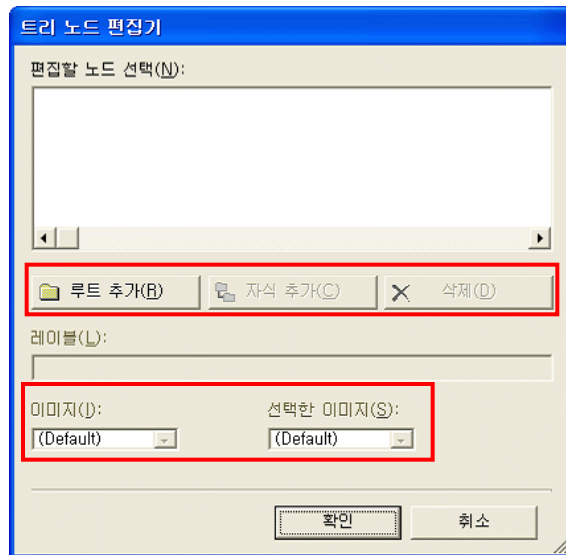 트리 노드 편집기
편집할 노드 선택(N):
루트 추가(R) 자식 추가(C) 삭제(D)
레이블(L):
이미지(I): 선택한 이미지(S):
(Default) (Default)
확인 취소